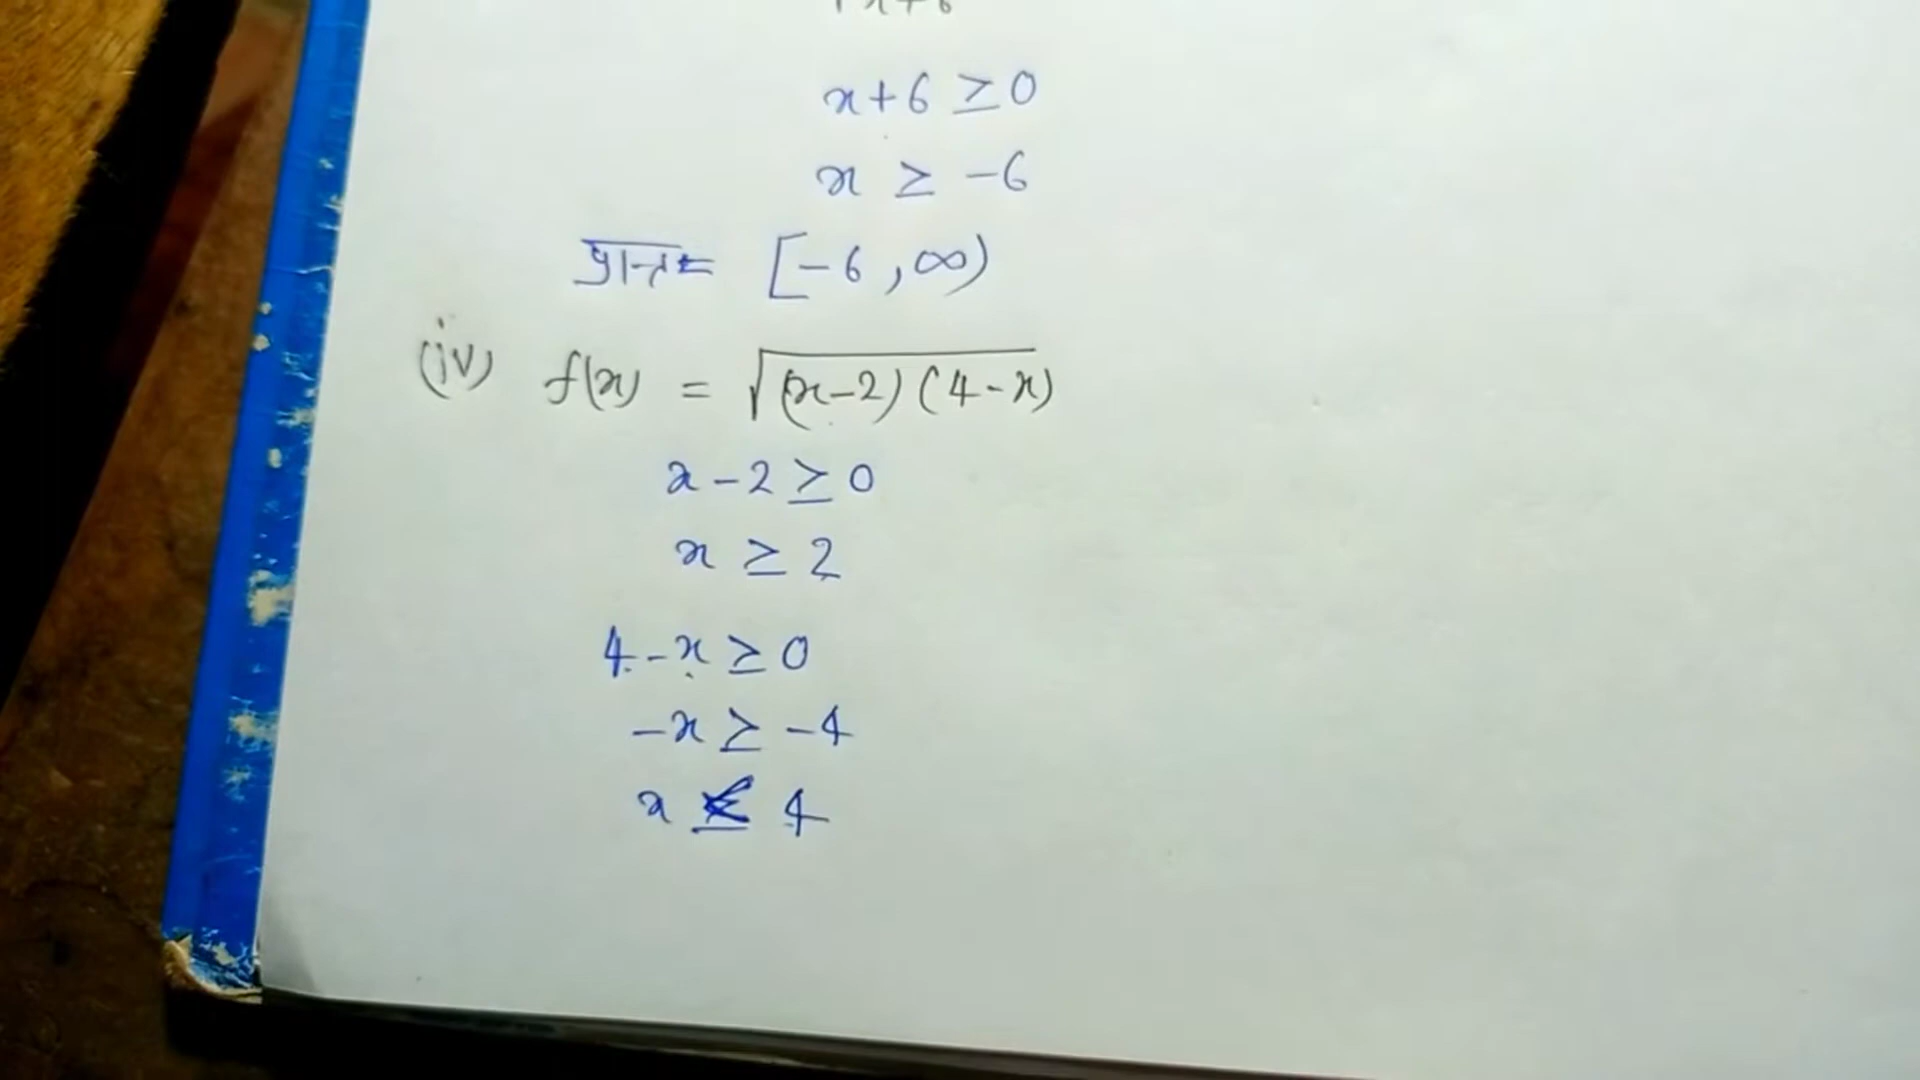 x+6 ≥ 0
x ≥ -6
प्रान्त = [-6, ∞)
(iv) f(x) = √(x-2)(4-x)
x - 2 ≥ 0
x ≥ 2
4 - x ≥ 0
-x ≥ -4
x ≤ 4